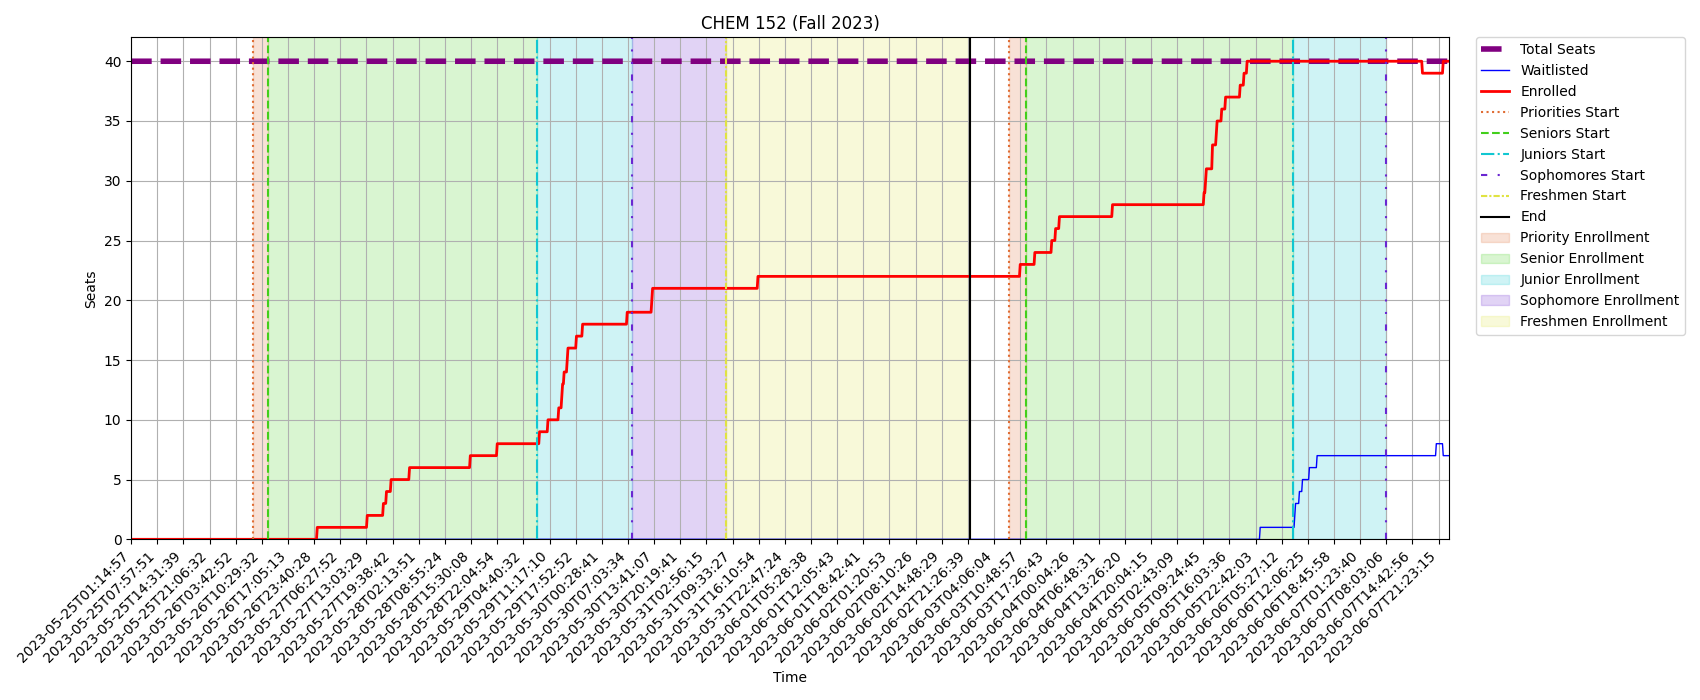 CHEM 152 (Fall 2023)
Seats
40
35
30
25
20
15
10
5
0
2023-05-25T01:14:57
2023-05-25T07:57:51
2023-05-25T14:31:39
2023-05-25T21:06:32
2023-05-26T03:42:52
2023-05-26T10:29:32
2023-05-26T17:05:13
2023-05-26T23:40:28
2023-05-27T06:27:52
2023-05-27T13:03:29
2023-05-27T19:38:42
2023-05-28T02:13:51
2023-05-28T08:55:24
2023-05-28T15:30:08
2023-05-28T22:04:54
2023-05-29T04:40:32
2023-05-29T11:17:10
2023-05-29T17:52:52
2023-05-30T00:28:41
2023-05-30T07:03:34
2023-05-30T13:41:07
2023-05-30T20:19:41
2023-05-31T02:56:15
2023-05-31T09:33:27
2023-05-31T16:10:54
2023-05-31T22:47:24
2023-06-01T05:28:38
2023-06-01T12:05:43
2023-06-01T18:42:41
2023-06-02T01:20:53
2023-06-02T08:10:26
2023-06-02T14:48:29
2023-06-02T21:26:39
2023-06-03T04:06:04
2023-06-03T10:48:57
2023-06-03T17:26:43
2023-06-04T00:04:26
2023-06-04T06:48:31
2023-06-04T13:26:20
2023-06-04T20:04:15
2023-06-05T02:43:09
2023-06-05T09:24:45
2023-06-05T16:03:36
2023-06-05T22:42:03
2023-06-06T05:27:12
2023-06-06T12:06:25
2023-06-06T18:45:58
2023-06-07T01:23:40
2023-06-07T08:03:06
2023-06-07T14:42:56
2023-06-07T21:23:15
Time
Total Seats
Waitlisted
Enrolled
Priorities Start
Seniors Start
Juniors Start
Sophomores Start
Freshmen Start
End
Priority Enrollment
Senior Enrollment
Junior Enrollment
Sophomore Enrollment
Freshmen Enrollment